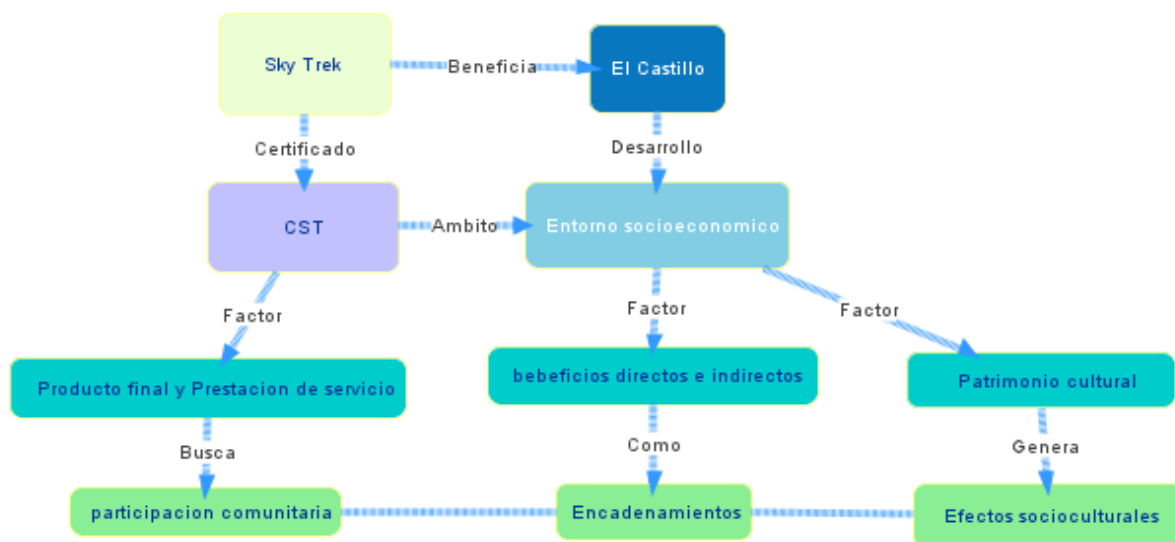 Sky Trek
Beneficia
El Castillo
Certificado
Desarrollo
CST
Ambito
Entorno socioeconomico
Factor
Factor
Factor
Producto final y Prestacion de servicio
bebeficios directos e indirectos
Patrimonio cultural
Busca
Como
Genera
participacion comunitaria
Encadenamientos
Efectos socioculturales